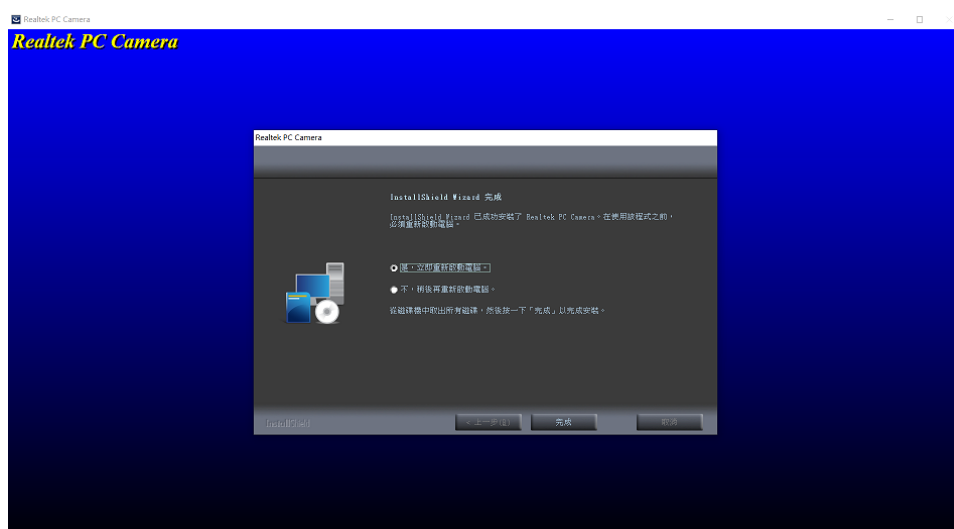 Realtek PC Camera
Realtek PC Camera
Realtek PC Camera
InstallShield Wizard 完成
InstallShield Wizard 已成功安裝了 Realtek PC Camera。在使用該程式之前，
必須重新啟動電腦。
是，立即重新啟動電腦。
不，稍後再重新啟動電腦。
從磁碟機中取出所有磁碟，然後按一下「完成」以完成安裝。
InstallShield
< 上一步(B)
完成
取消